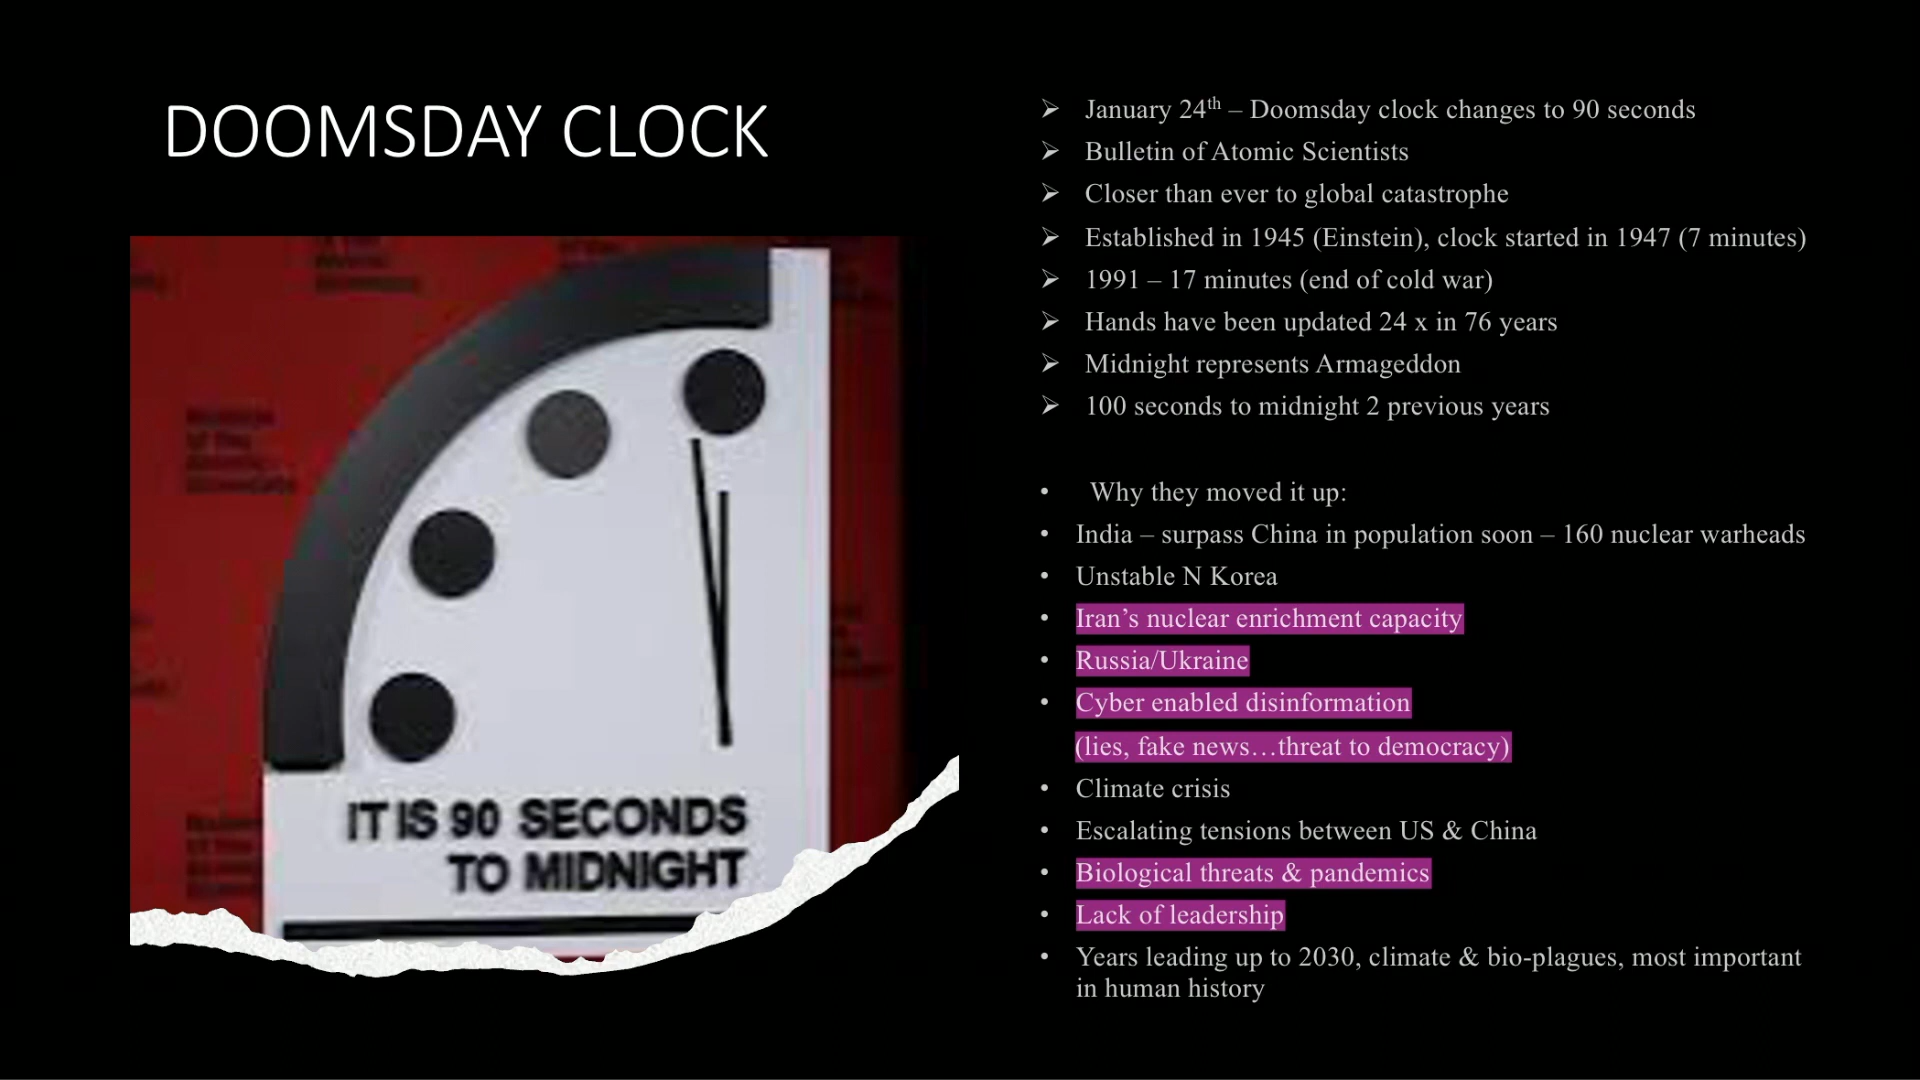 DOOMSDAY CLOCK
IT IS 90 SECONDS
TO MIDNIGHT
➢ January 24th – Doomsday clock changes to 90 seconds
➢ Bulletin of Atomic Scientists
➢ Closer than ever to global catastrophe
➢ Established in 1945 (Einstein), clock started in 1947 (7 minutes)
➢ 1991 – 17 minutes (end of cold war)
➢ Hands have been updated 24 x in 76 years
➢ Midnight represents Armageddon
➢ 100 seconds to midnight 2 previous years
• Why they moved it up:
• India – surpass China in population soon – 160 nuclear warheads
• Unstable N Korea
• Iran’s nuclear enrichment capacity
• Russia/Ukraine
• Cyber enabled disinformation
(lies, fake news…threat to democracy)
• Climate crisis
• Escalating tensions between US & China
• Biological threats & pandemics
• Lack of leadership
• Years leading up to 2030, climate & bio-plagues, most important
in human history